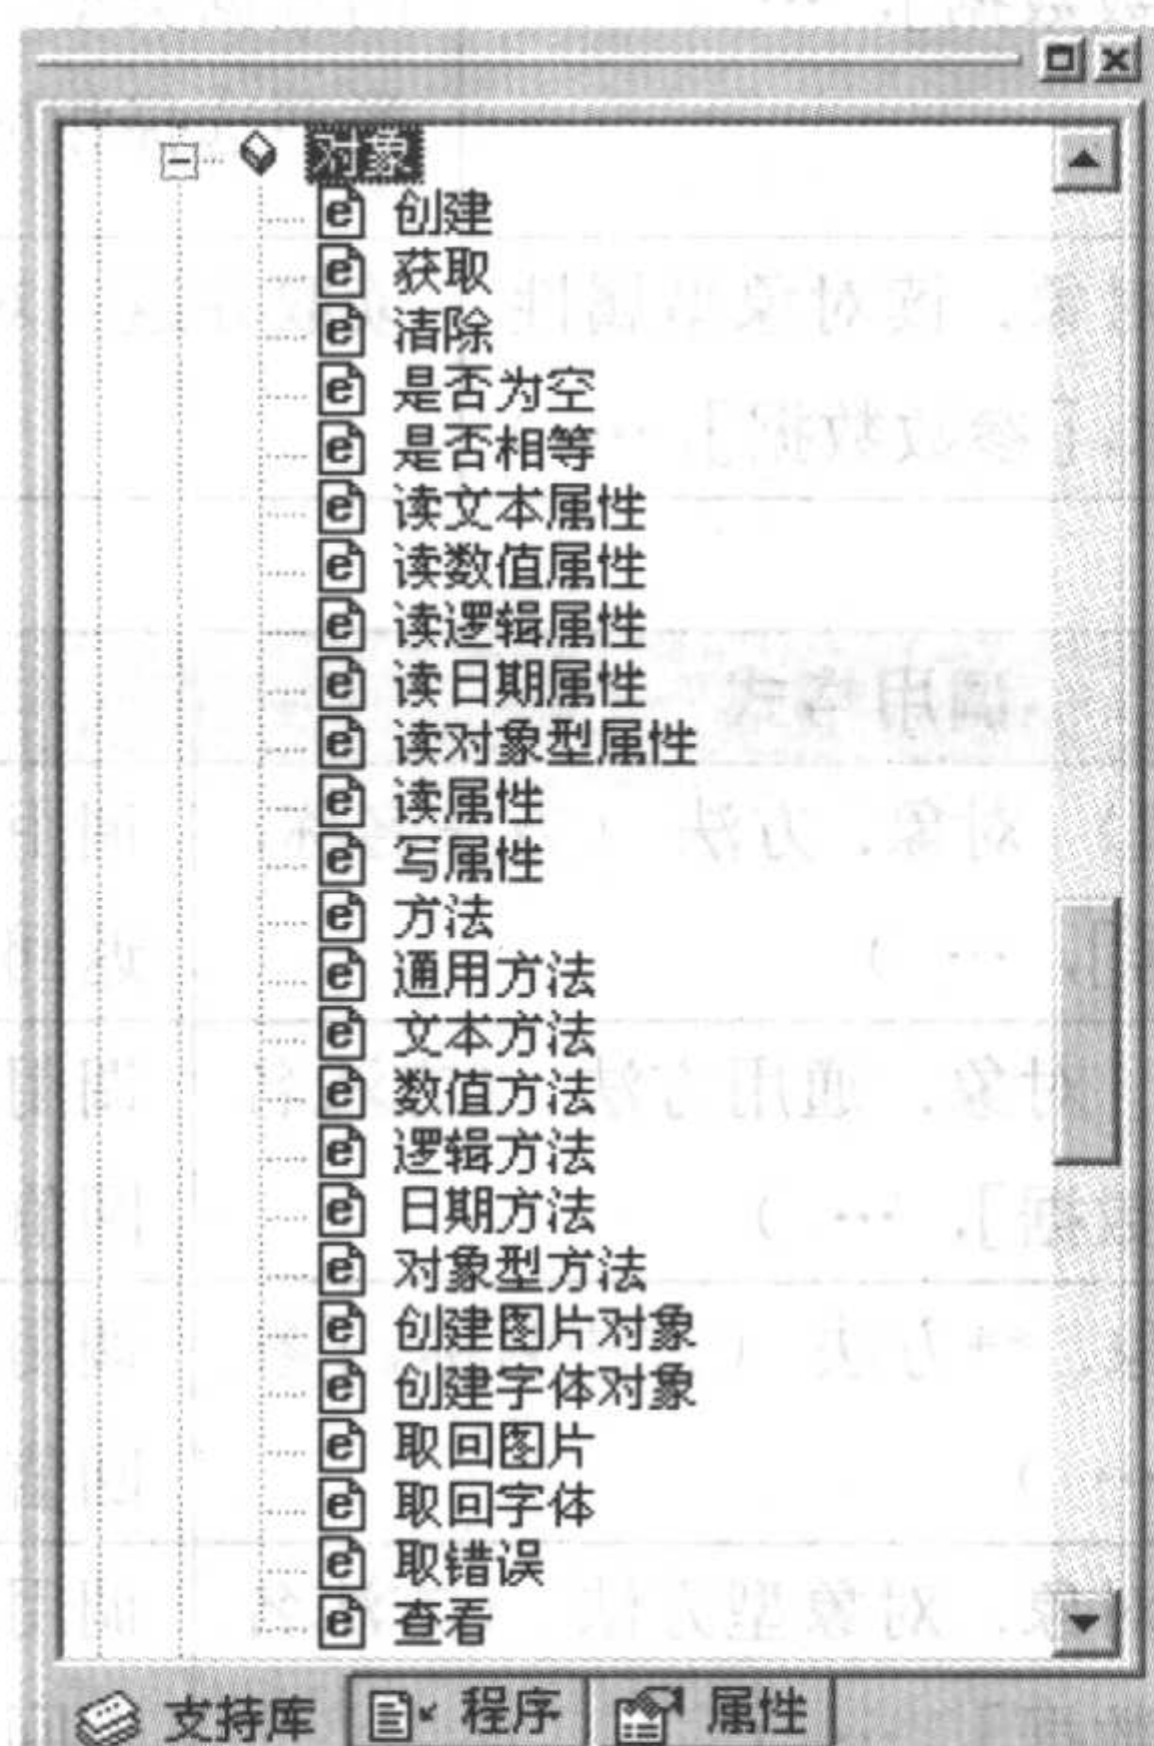 对象
创建
获取
清除
是否为空
是否相等
读文本属性
读数值属性
读逻辑属性
读日期属性
读对象型属性
读属性
写属性
方法
通用方法
文本方法
数值方法
逻辑方法
日期方法
对象型方法
创建图片对象
创建字体对象
取回图片
取回字体
取错误
查看
支持库 程序 属性